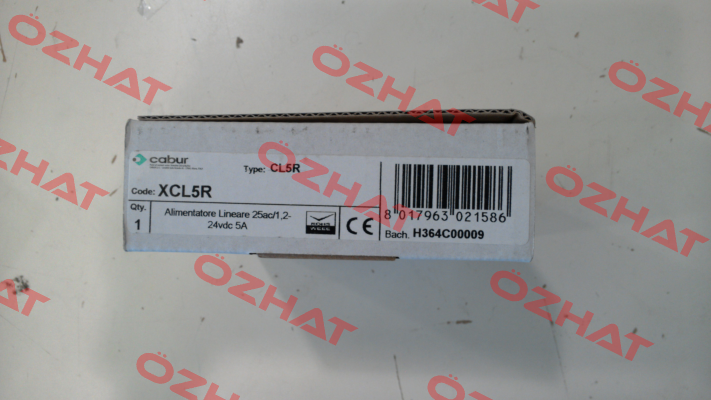 cabur
Type: CL5R
Code: XCL5R
Qty.
1
Alimentatore Lineare 25ac/1,2-
24vdc 5A
CE
8 017963 021586
Bach. H364C00009
ÖZHAT
ÖZHAT
ÖZHAT
ÖZHAT
ÖZHAT
ÖZHAT
ÖZHAT
ÖZHAT
ÖZHAT
ÖZHAT